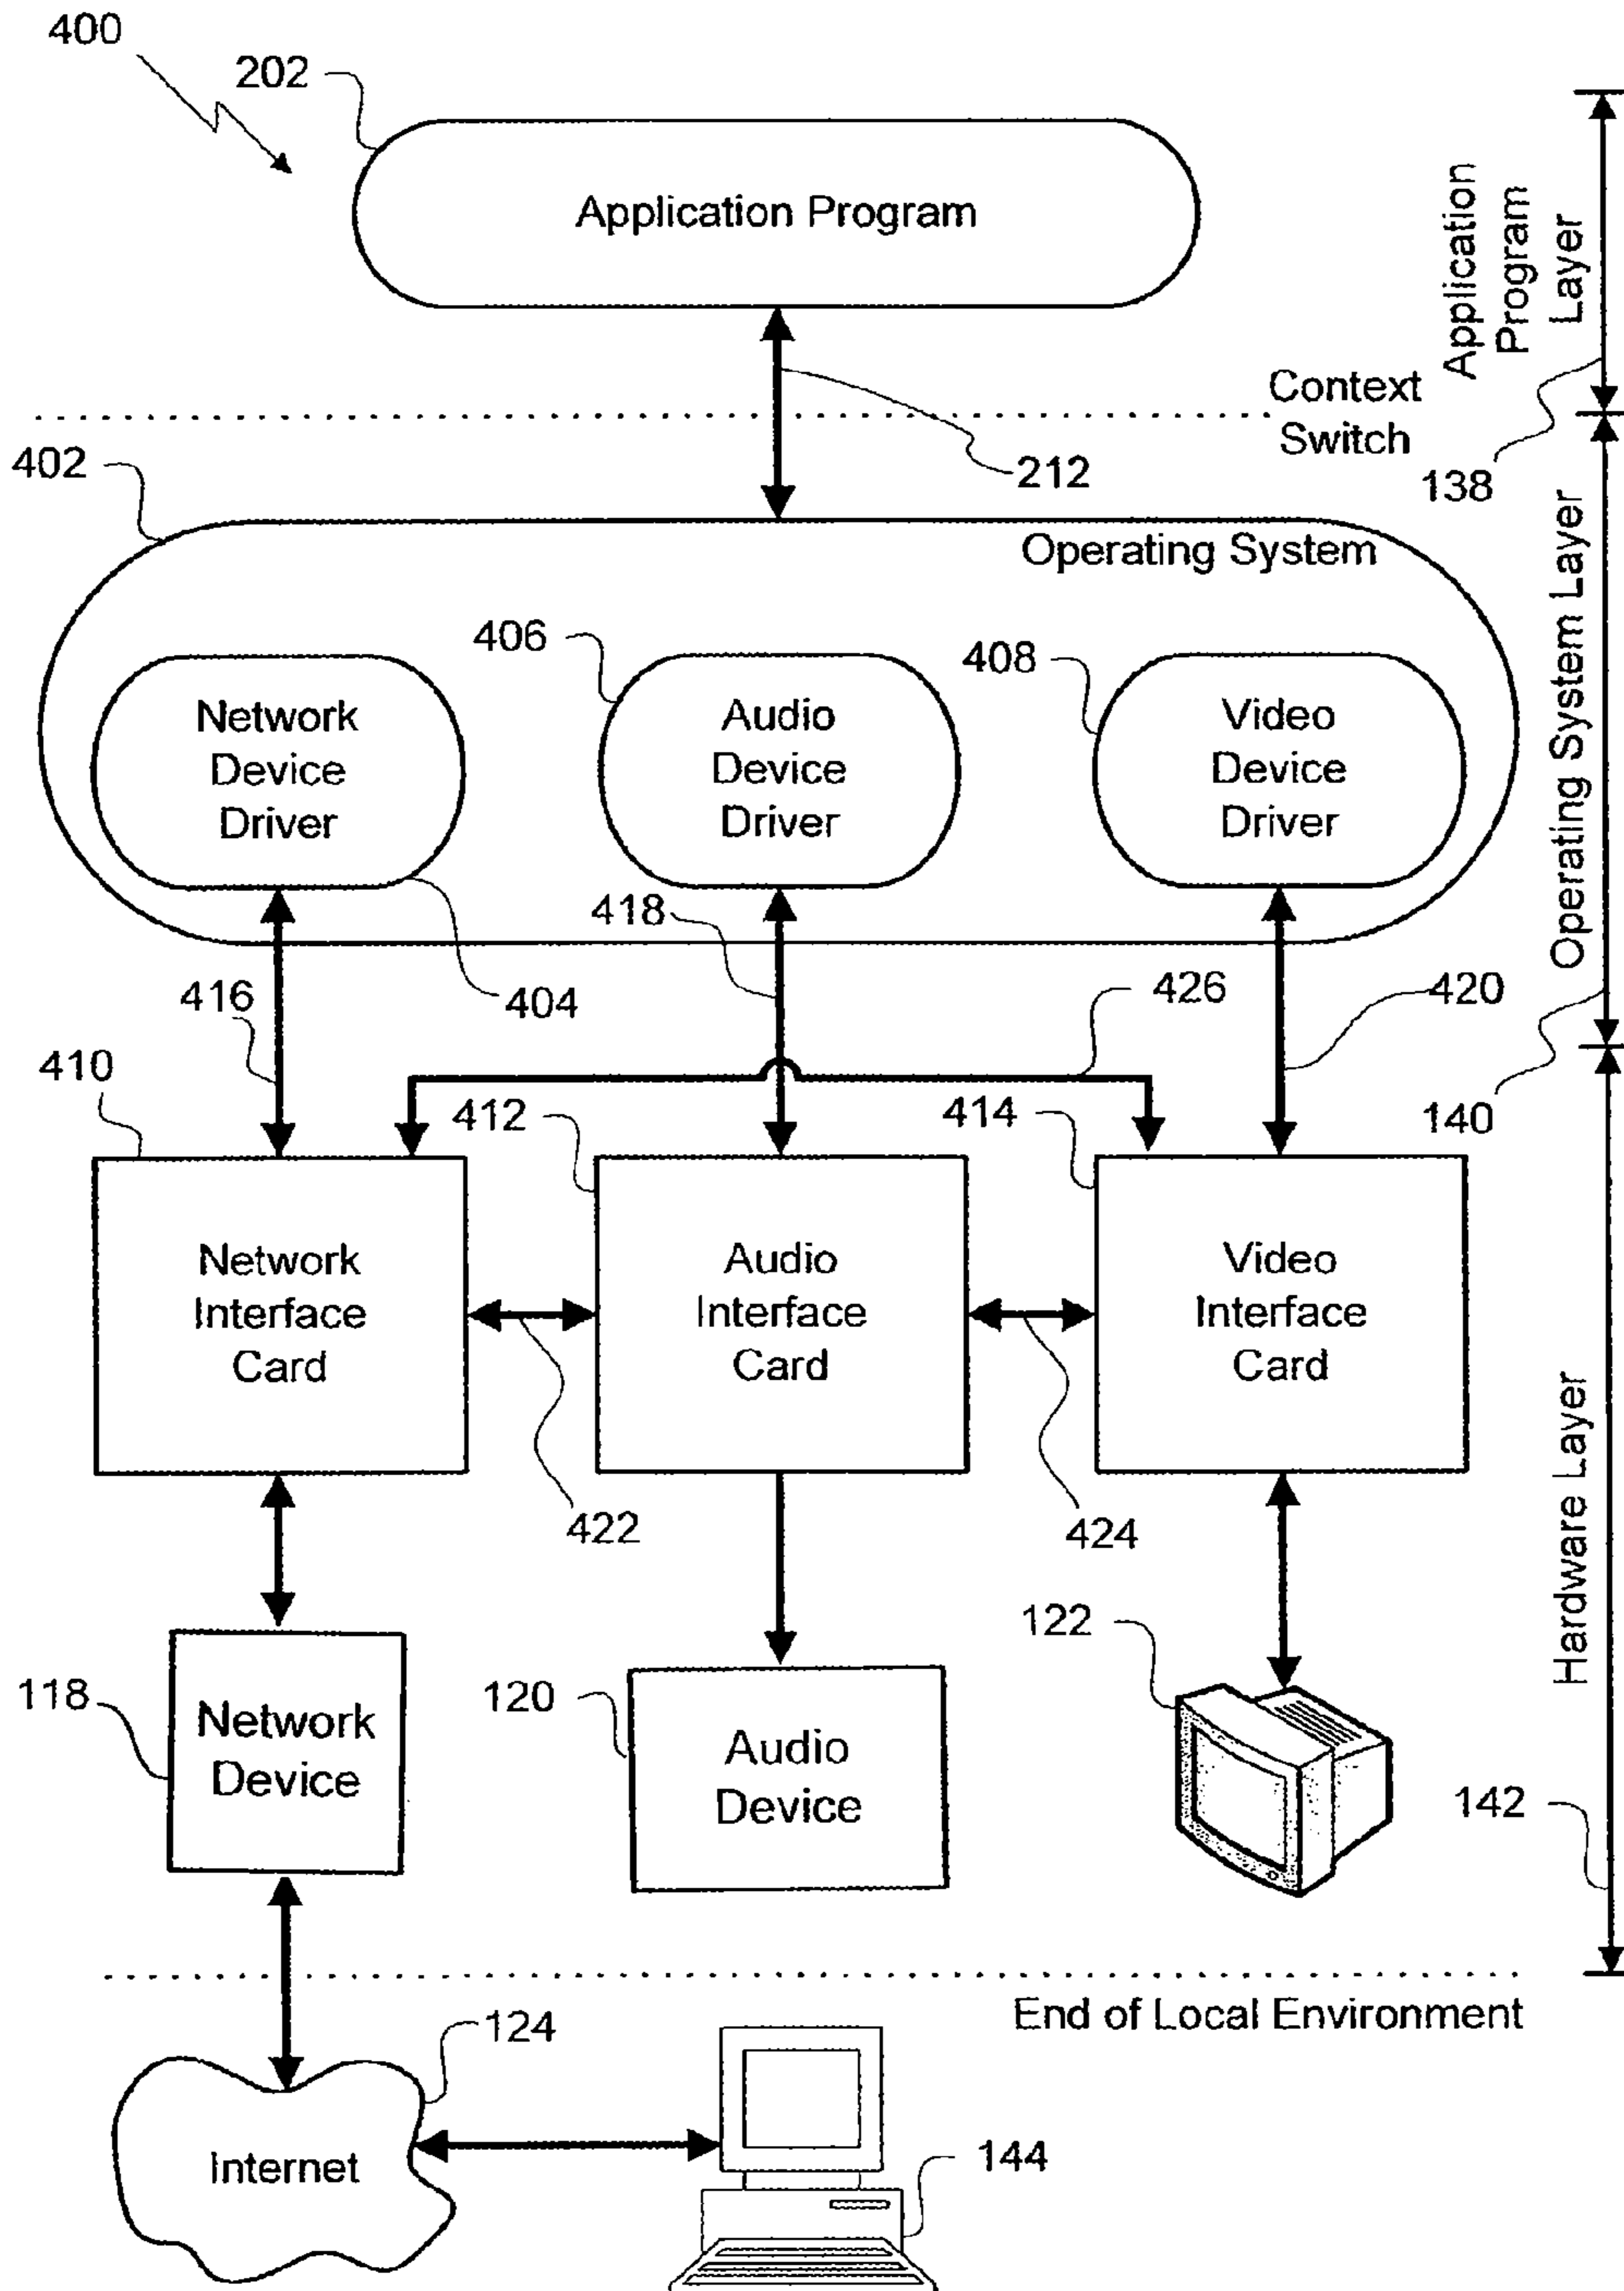 400
202
Application Program
Application
Program
Layer
Context
Switch
138
212
402
Operating System
Operating System Layer
406
408
Network
Device
Driver
Audio
Device
Driver
Video
Device
Driver
418
416
404
426
420
410
412
414
140
Network
Interface
Card
Audio
Interface
Card
Video
Interface
Card
422
424
Hardware Layer
122
118
Network
Device
120
Audio
Device
142
End of Local Environment
124
Internet
144